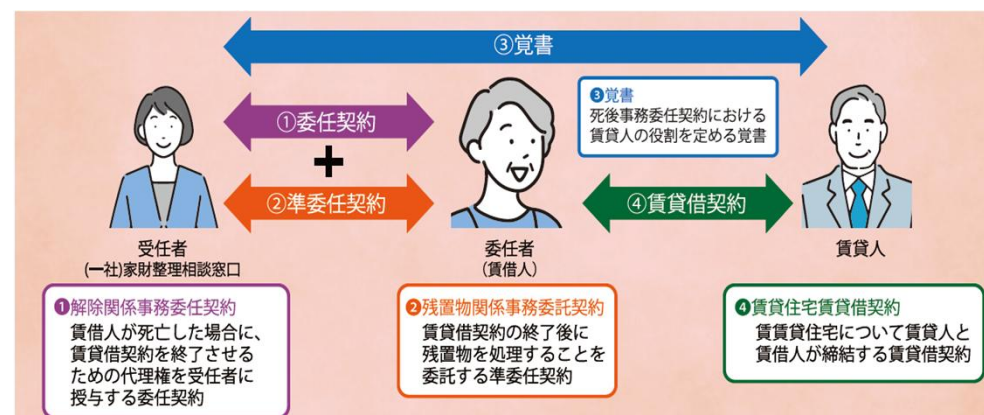 ③覚書
①委任契約
+
②準委任契約
❸覚書
死後事務委任契約における
賃貸人の役割を定める覚書
④賃貸借契約
受任者
(一社)家財整理相談窓口
委任者
(賃借人)
賃貸人
❶解除関係事務委任契約
賃借人が死亡した場合に、
賃貸借契約を終了させる
ための代理権を受任者に
授与する委任契約
❷残置物関係事務委託契約
賃貸借契約の終了後に
残置物を処理することを
委託する準委任契約
❹賃貸住宅賃貸借契約
賃賃貸住宅について賃貸人と
賃借人が締結する賃貸借契約